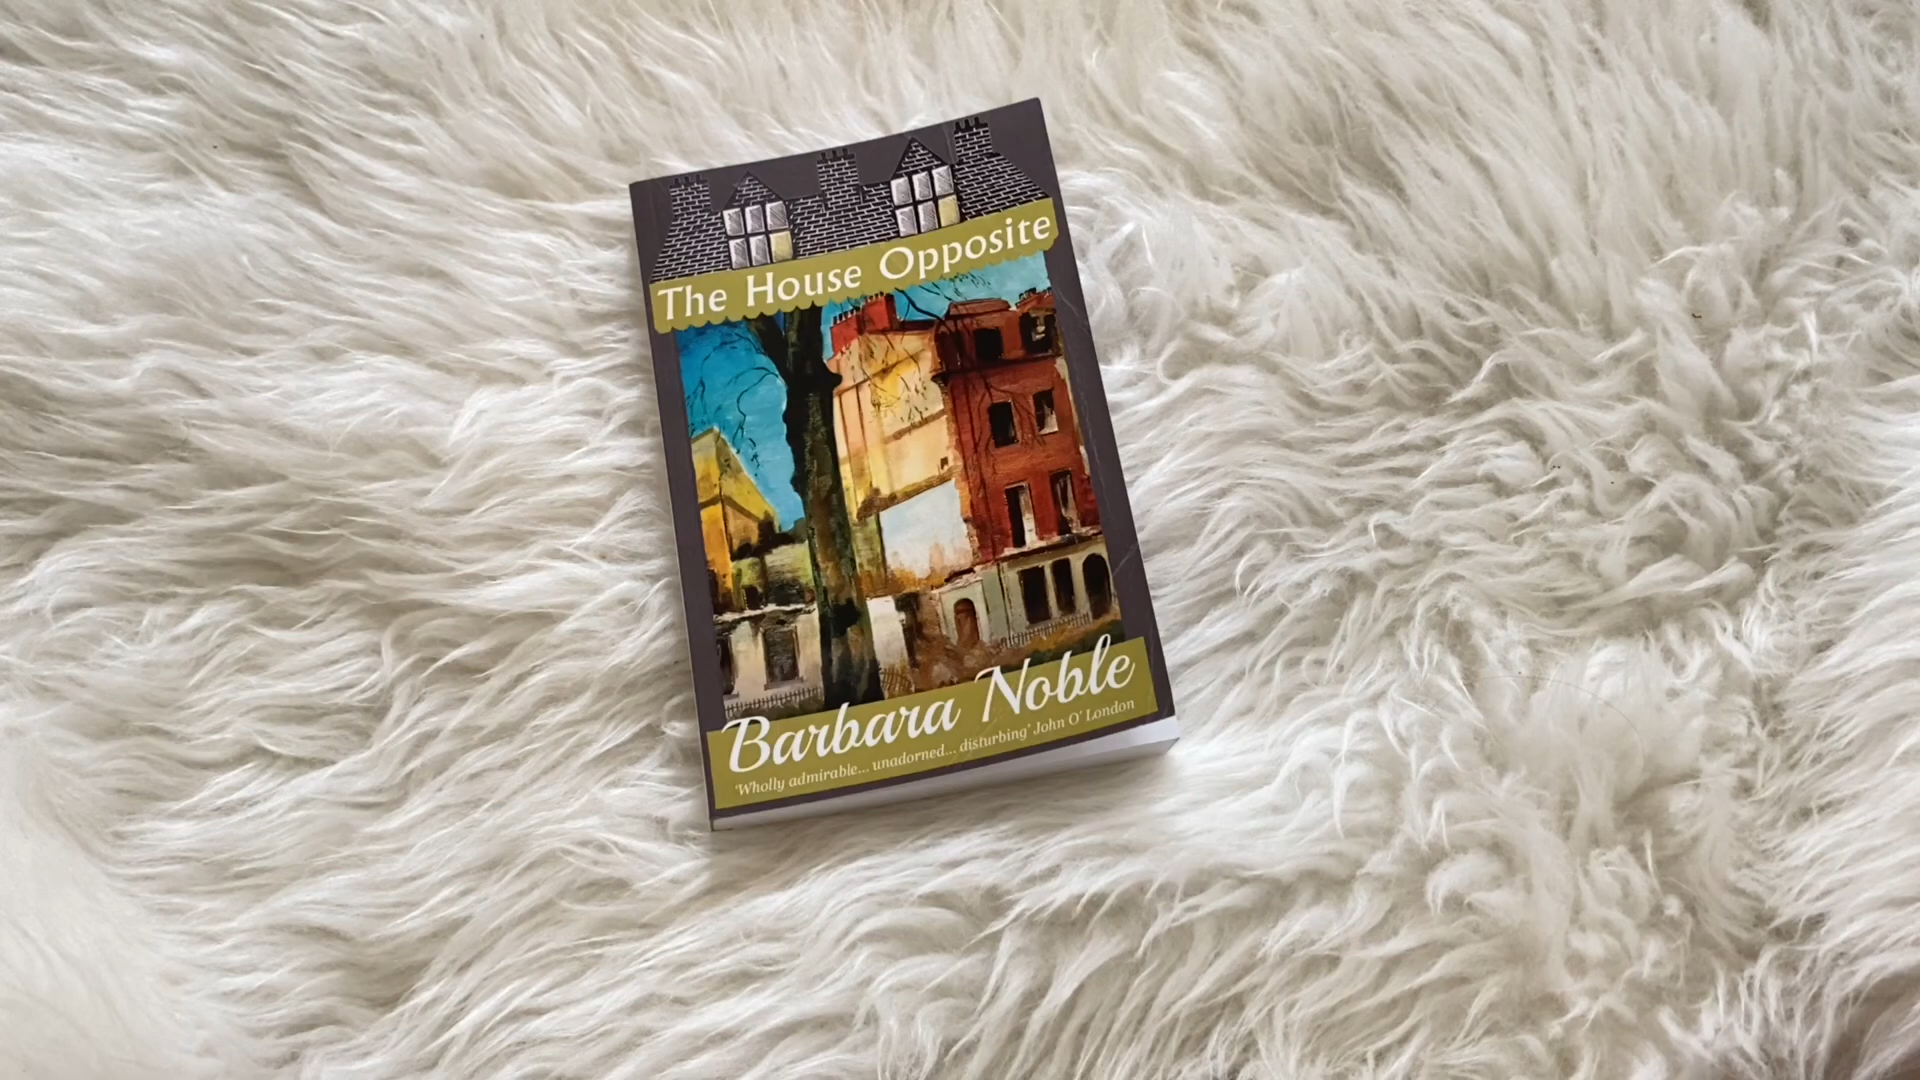 The House Opposite
Barbara Noble
'Wholly admirable... unadorned... disturbing' John O' London